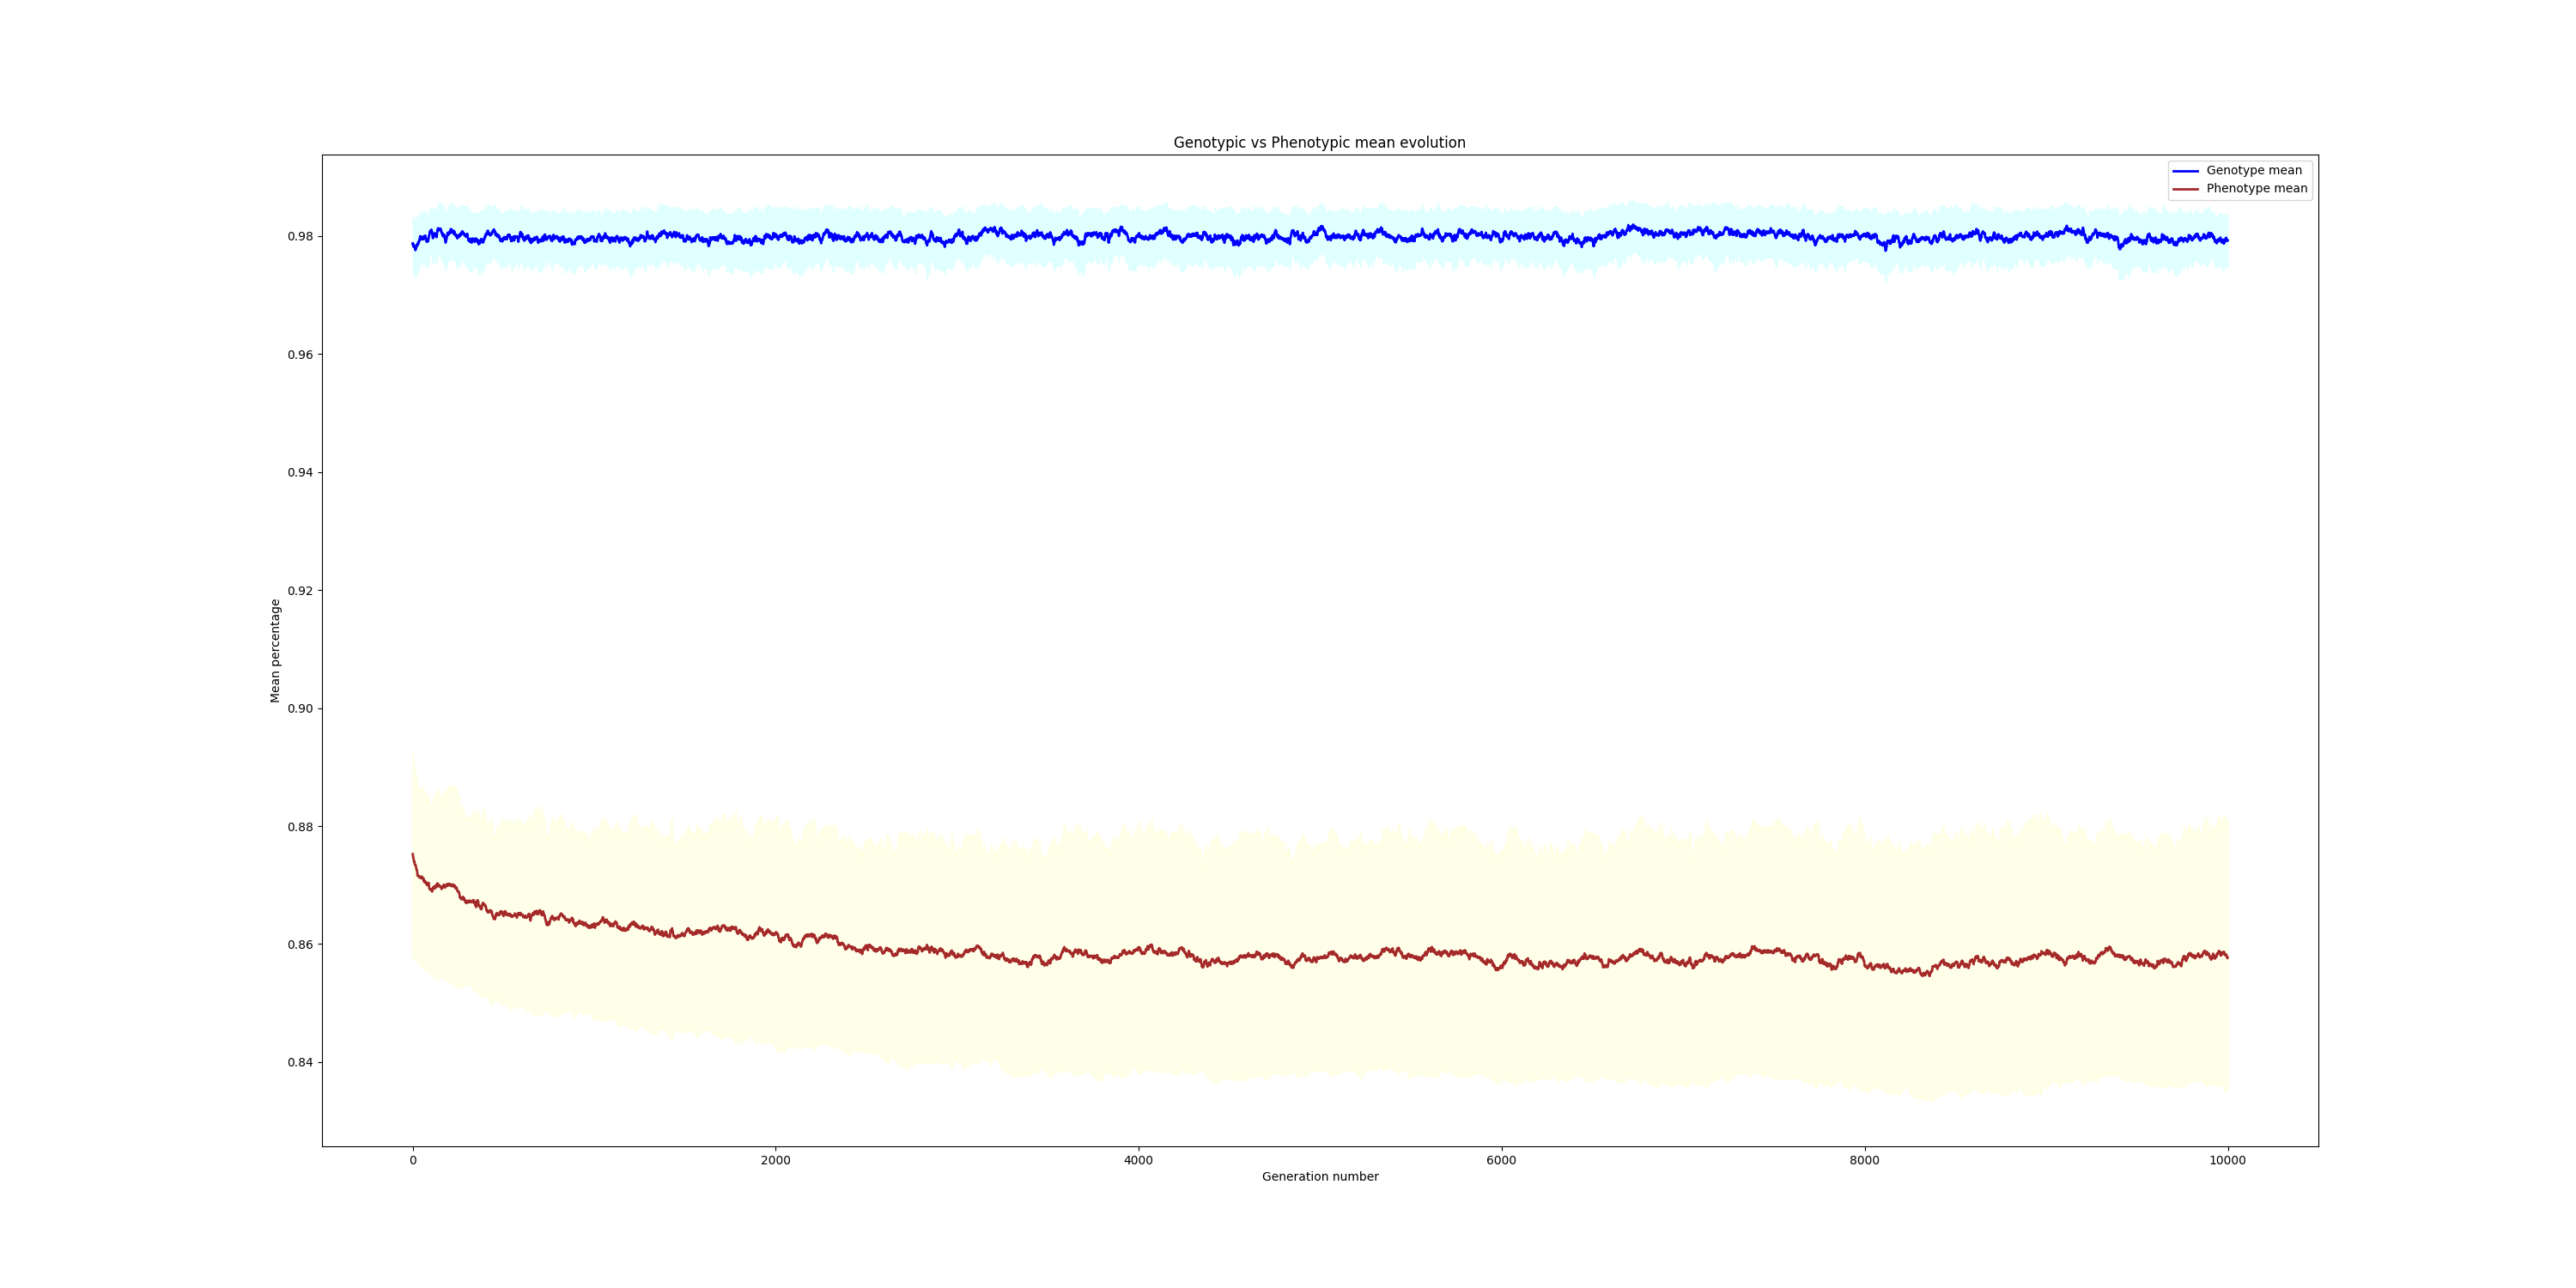 Genotypic vs Phenotypic mean evolution
Genotype mean
Phenotype mean
0.98
0.96
0.94
0.92
0.90
0.88
0.86
0.84
Mean percentage
0 2000 4000 6000 8000 10000
Generation number